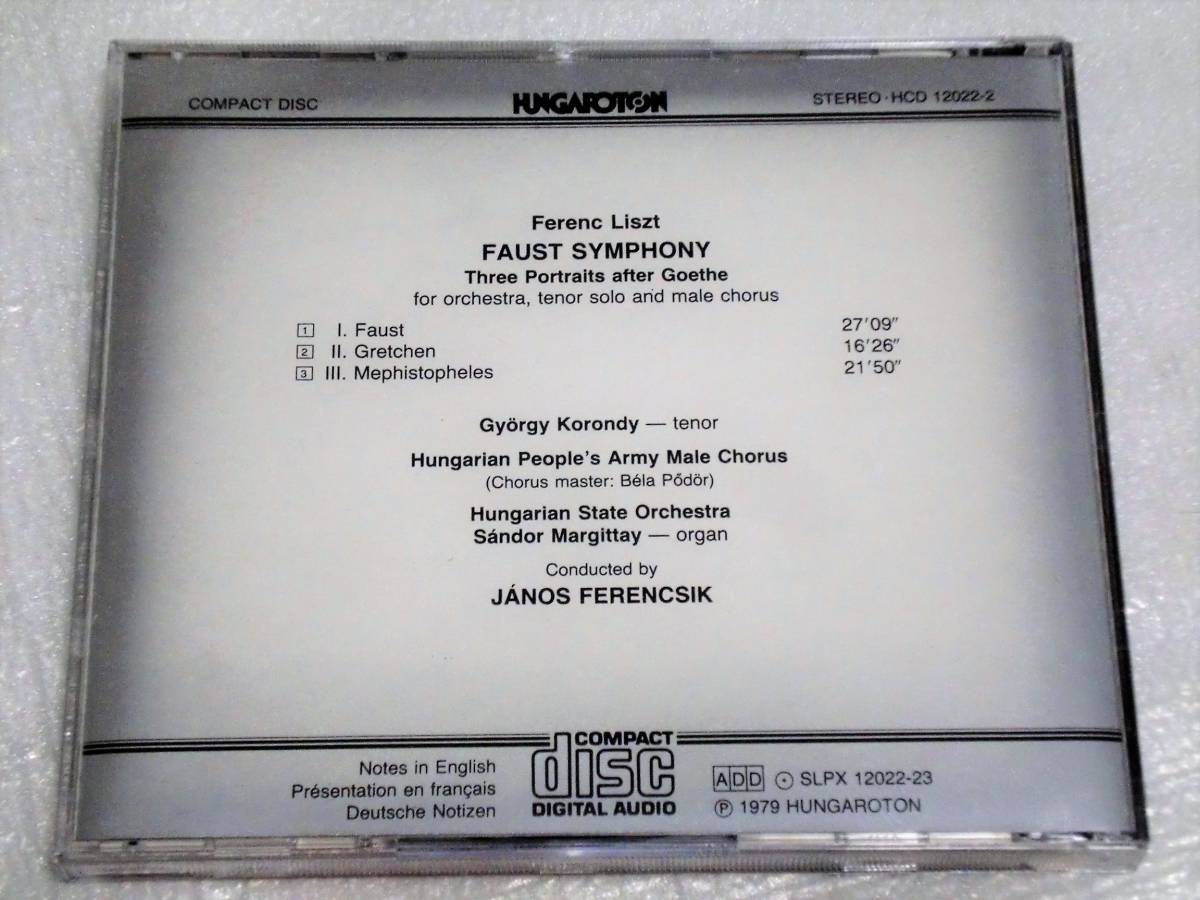 COMPACT DISC HUNGAROTON STEREO·HCD 12022-2
Ferenc Liszt
FAUST SYMPHONY
Three Portraits after Goethe
for orchestra, tenor solo and male chorus
1 I. Faust 27'09"
2 II. Gretchen 16'26"
3 III. Mephistopheles 21'50"
György Korondy — tenor
Hungarian People's Army Male Chorus
(Chorus master: Béla Pődör)
Hungarian State Orchestra
Sándor Margittay — organ
Conducted by
JÁNOS FERENCSIK
Notes in English
Présentation en français
Deutsche Notizen
COMPACT
disc
DIGITAL AUDIO
ADD ⊙ SLPX 12022-23
℗ 1979 HUNGAROTON